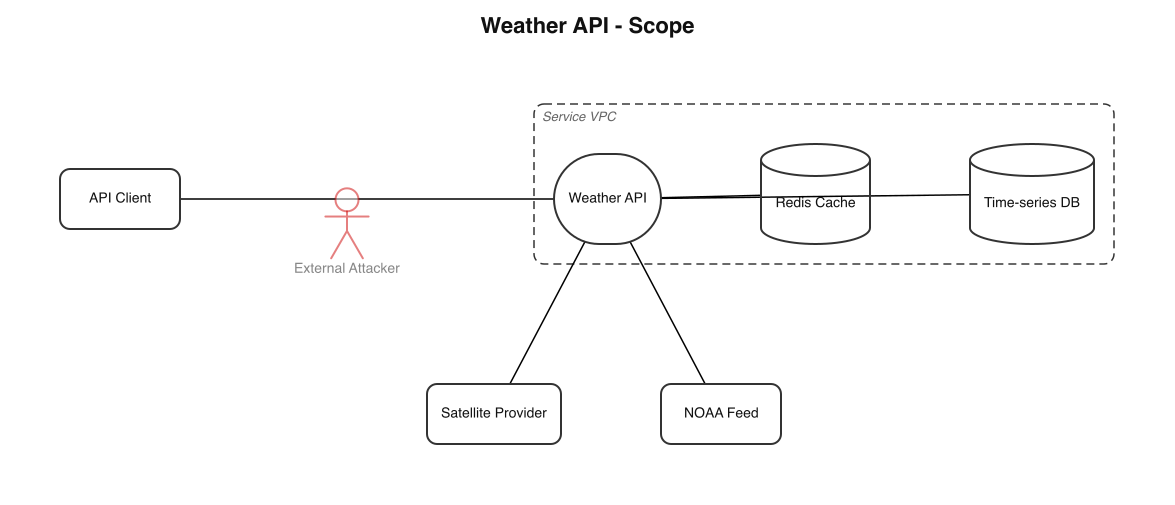 Weather API - Scope
Service VPC
API Client
Weather API
Redis Cache
Time-series DB
External Attacker
Satellite Provider
NOAA Feed